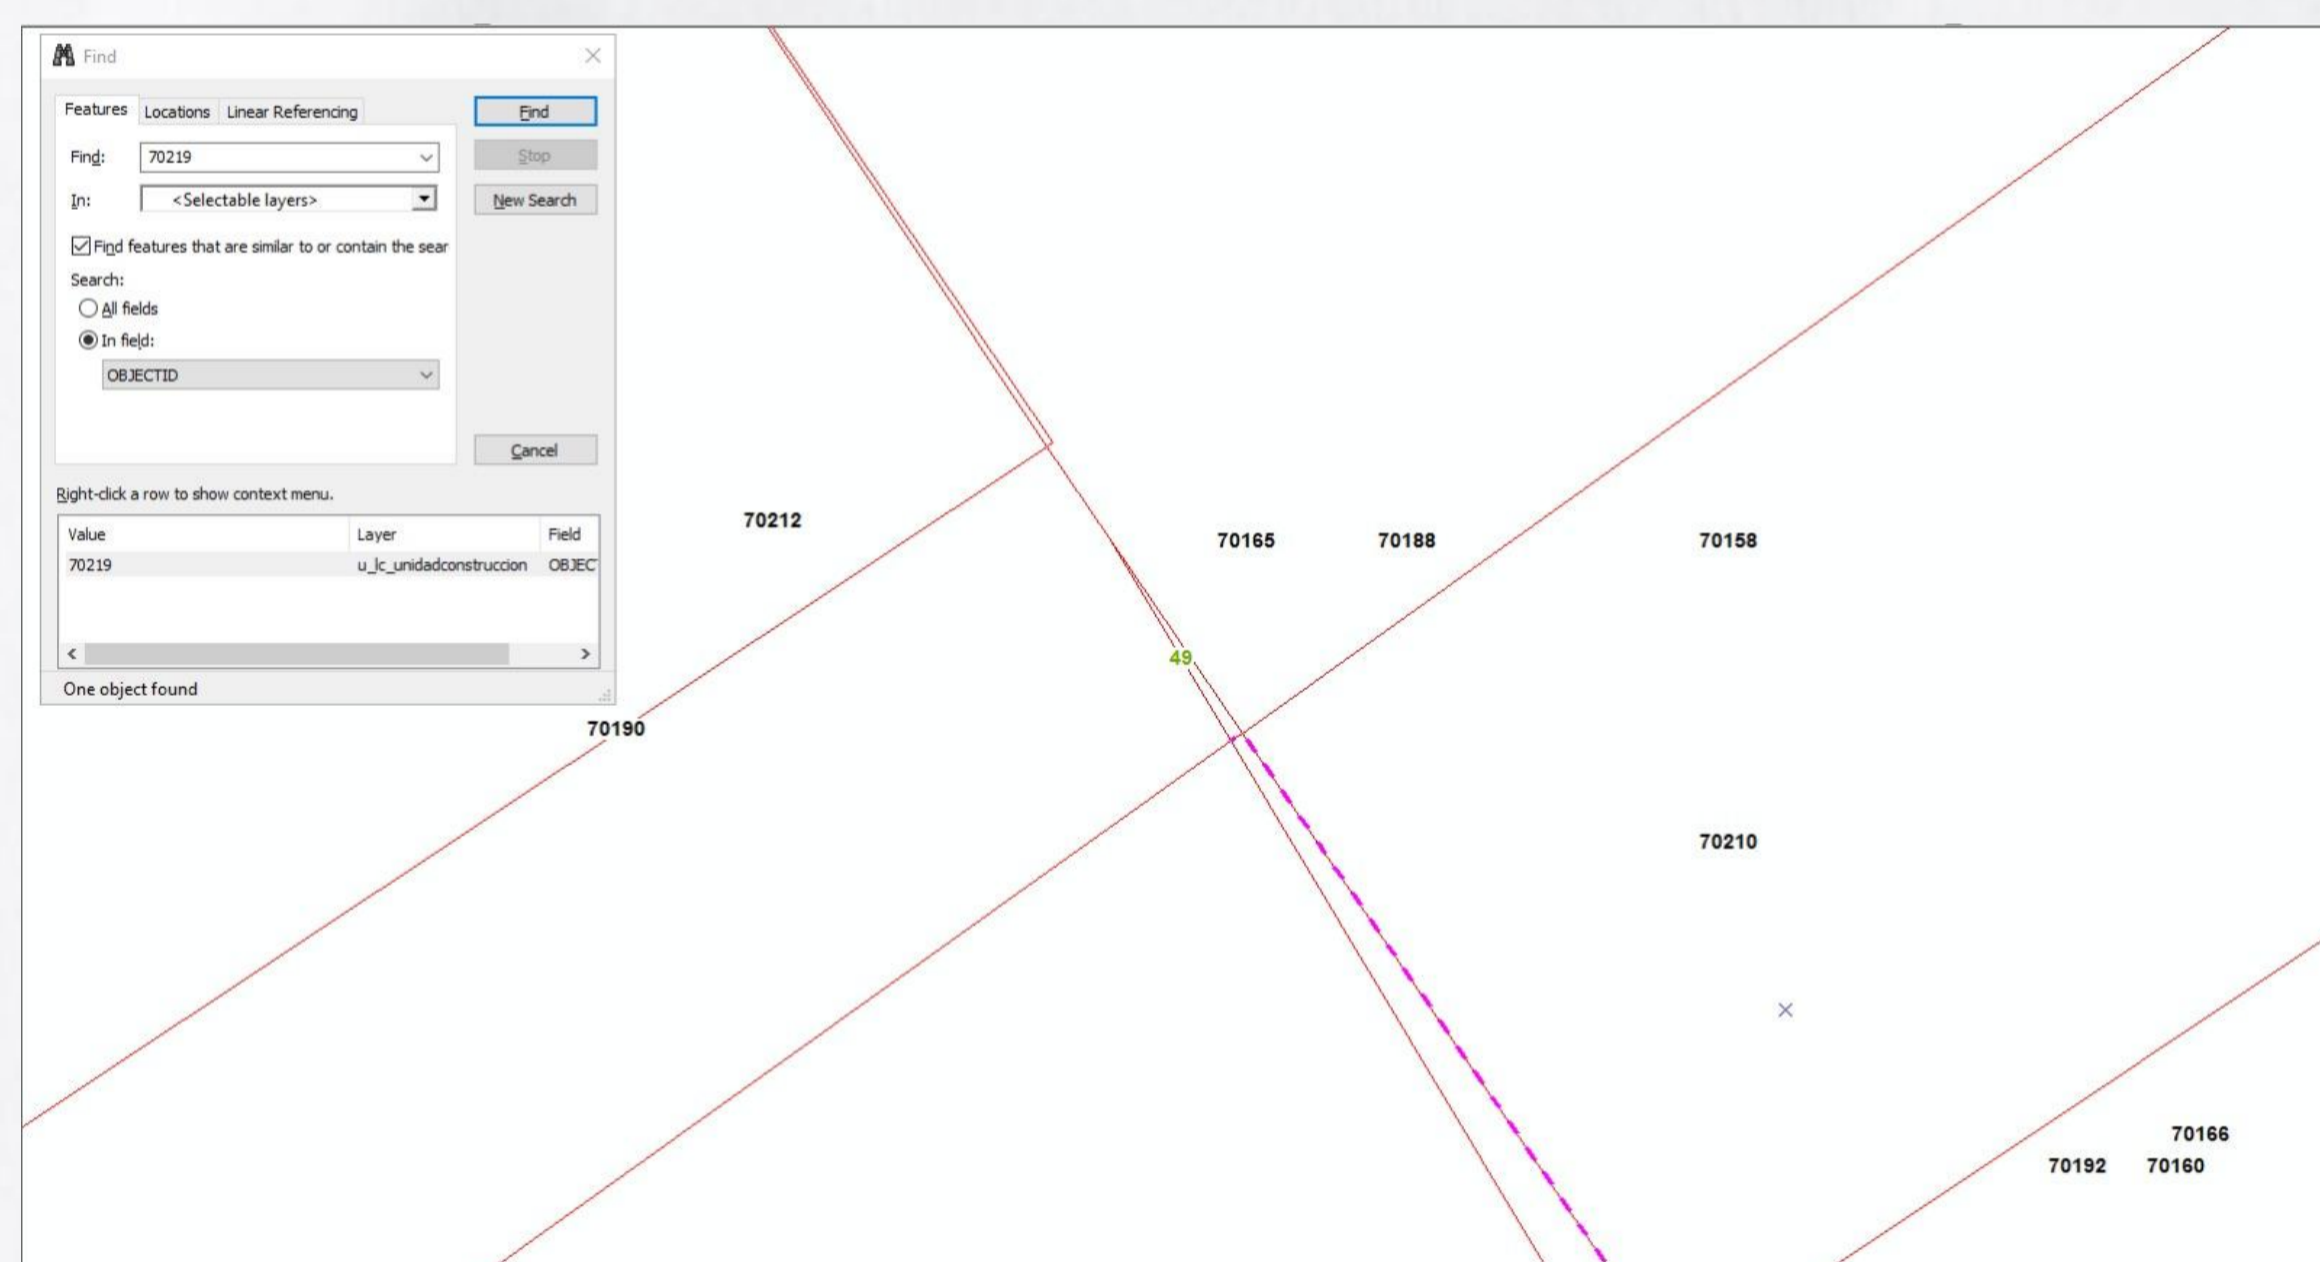 Find
Features Locations Linear Referencing
Find
Find: 70219
Stop
In: <Selectable layers>
New Search
Find features that are similar to or contain the sear
Search:
All fields
In field:
OBJECTID
Cancel
Right-click a row to show context menu.
Value Layer Field
70219 u_lc_unidadconstruccion OBJEC
One object found
70212
70165 70188 70158
49
70190
70210
70166
70192 70160